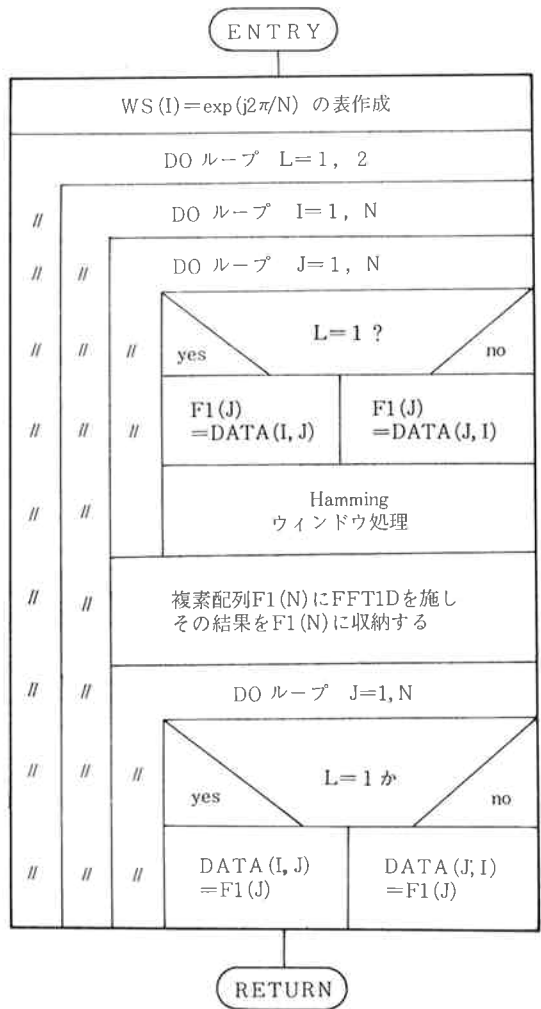 ENTRY
WS(I)=exp(j2π/N) の表作成
DO ループ L=1, 2
〃 DO ループ I=1, N
〃 〃 DO ループ J=1, N
〃 〃 〃 yes L=1 ? no
F1(J) F1(J)
〃 〃 〃 =DATA(I, J) =DATA(J, I)
Hamming
〃 〃 ウィンドウ処理
〃 〃 複素配列F1(N)にFFT1Dを施し
その結果をF1(N)に収納する
〃 〃 DO ループ J=1, N
〃 〃 〃 yes L=1 か no
〃 〃 〃 DATA(I, J) DATA(J, I)
=F1(J) =F1(J)
RETURN